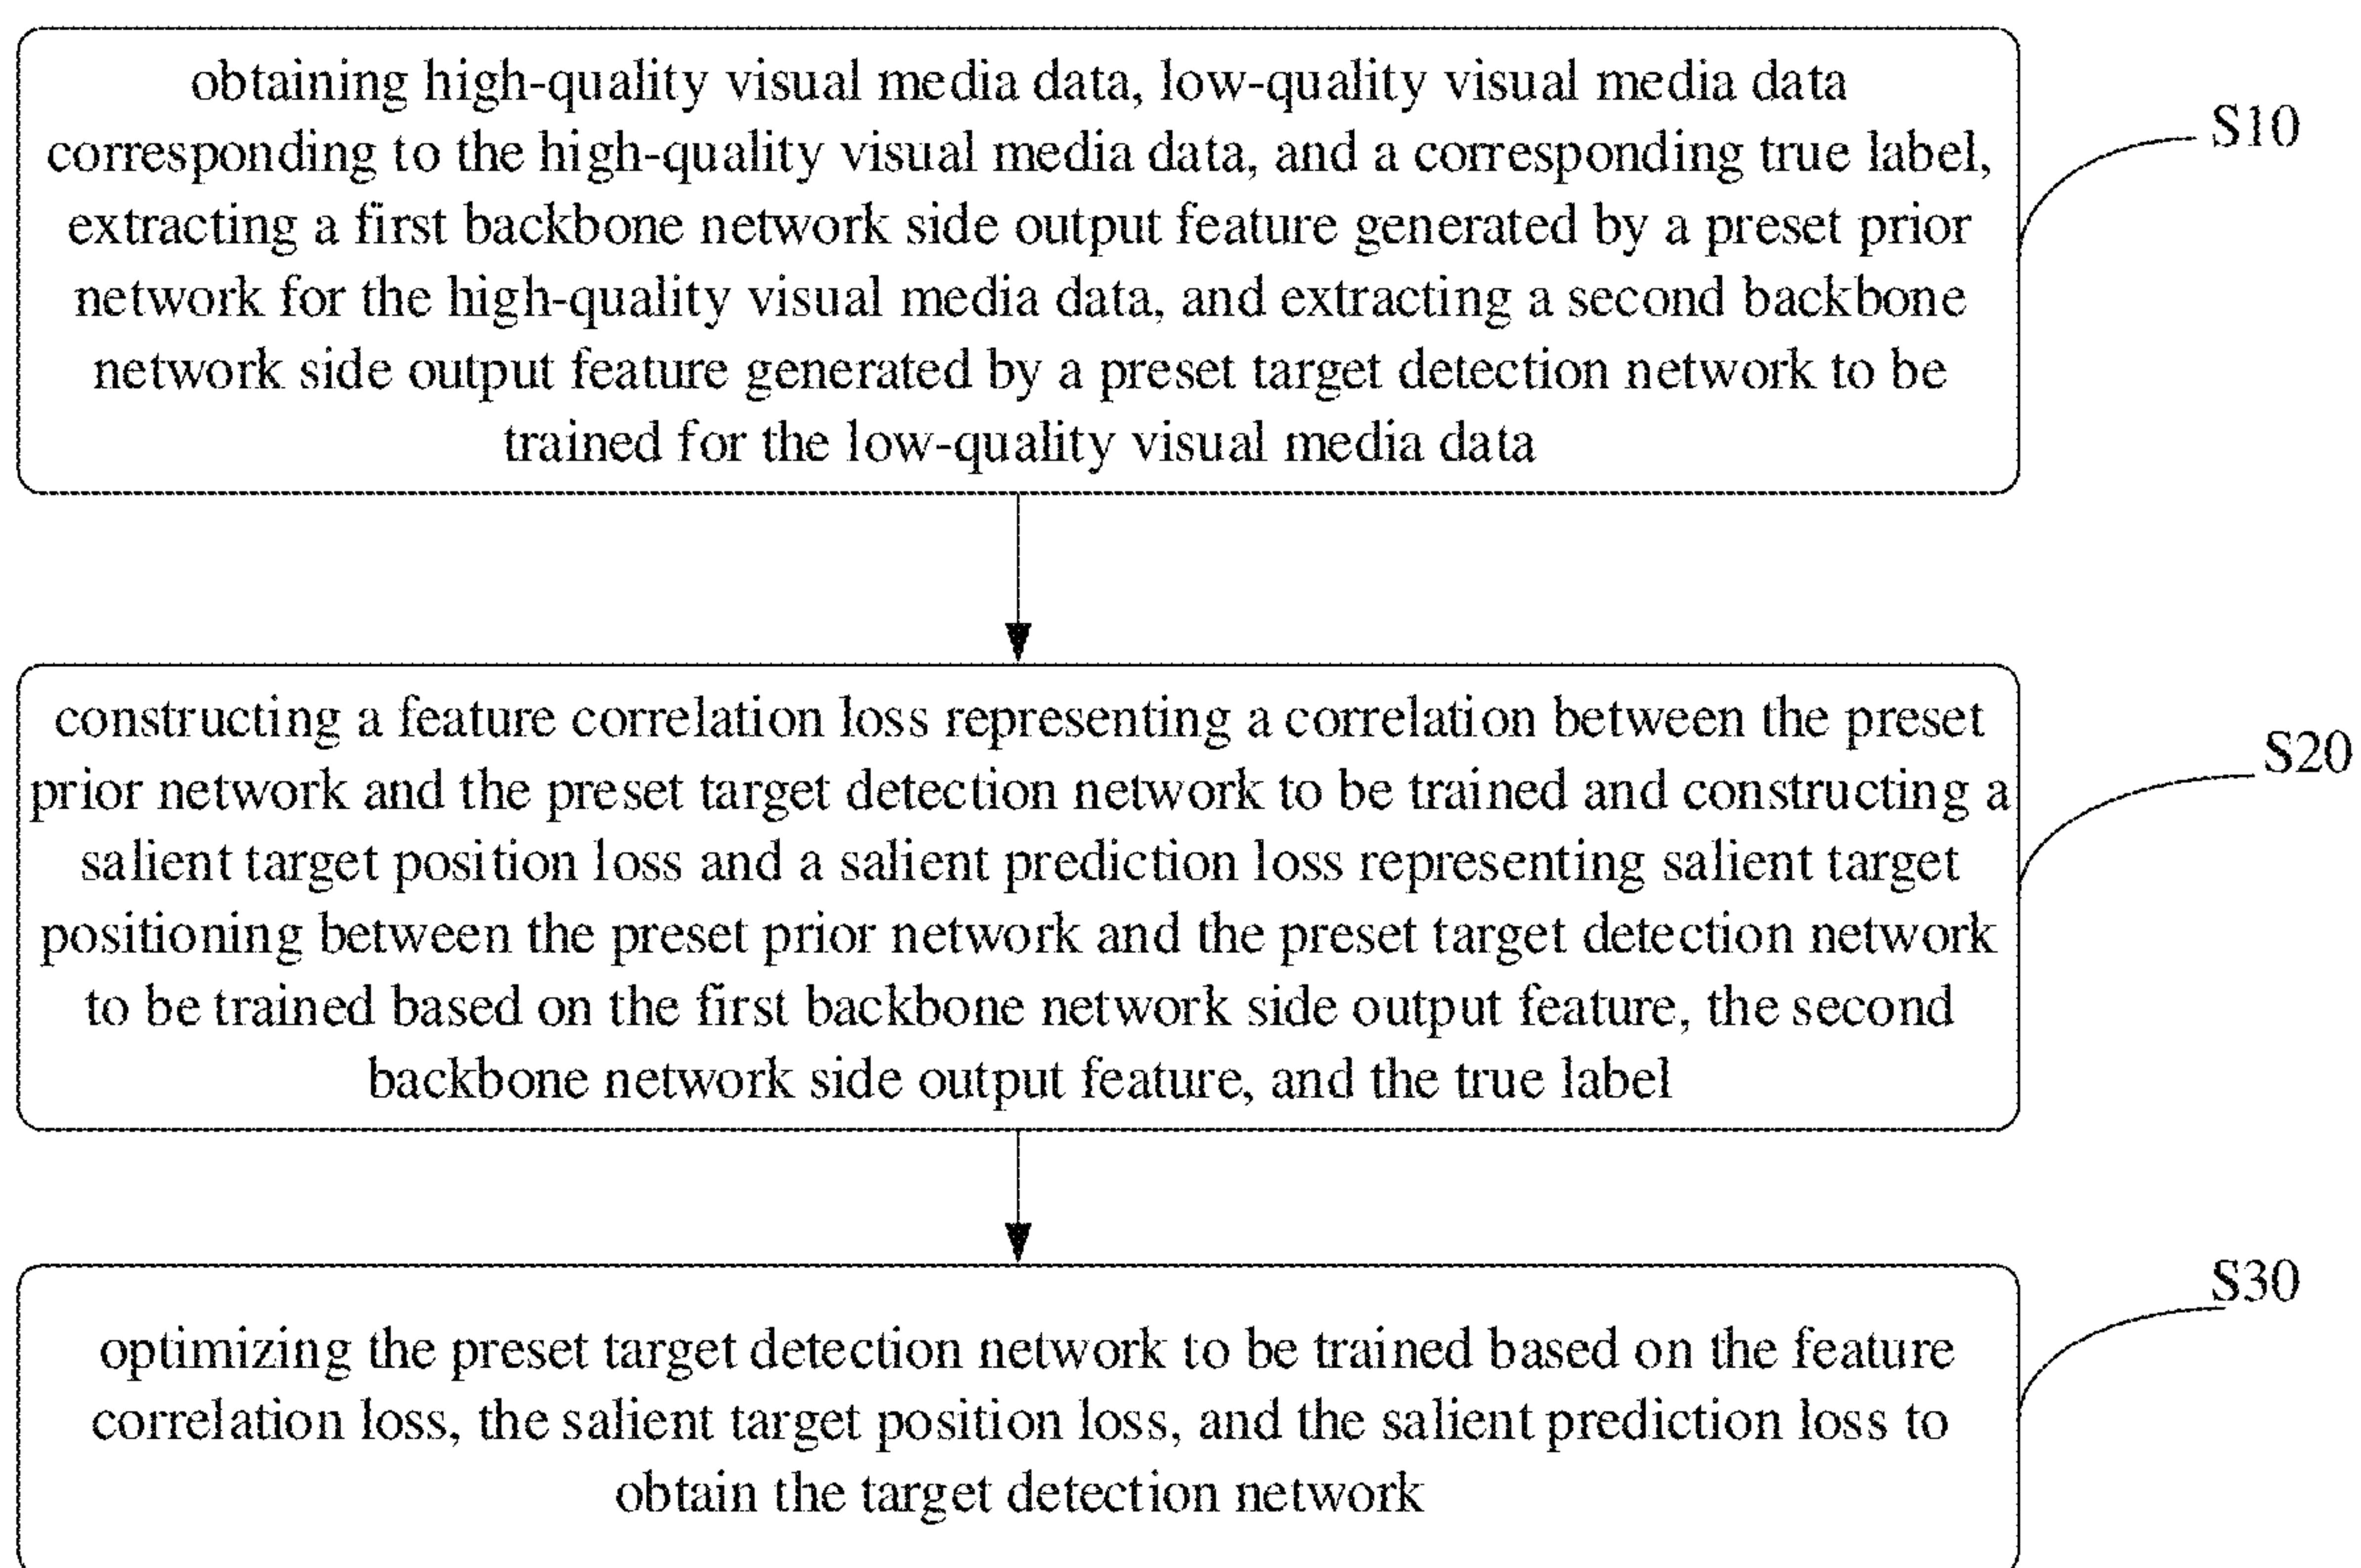 obtaining high-quality visual media data, low-quality visual media data
corresponding to the high-quality visual media data, and a corresponding true label,
extracting a first backbone network side output feature generated by a preset prior
network for the high-quality visual media data, and extracting a second backbone
network side output feature generated by a preset target detection network to be
trained for the low-quality visual media data
S10
constructing a feature correlation loss representing a correlation between the preset
prior network and the preset target detection network to be trained and constructing a
salient target position loss and a salient prediction loss representing salient target
positioning between the preset prior network and the preset target detection network
to be trained based on the first backbone network side output feature, the second
backbone network side output feature, and the true label
S20
optimizing the preset target detection network to be trained based on the feature
correlation loss, the salient target position loss, and the salient prediction loss to
obtain the target detection network
S30